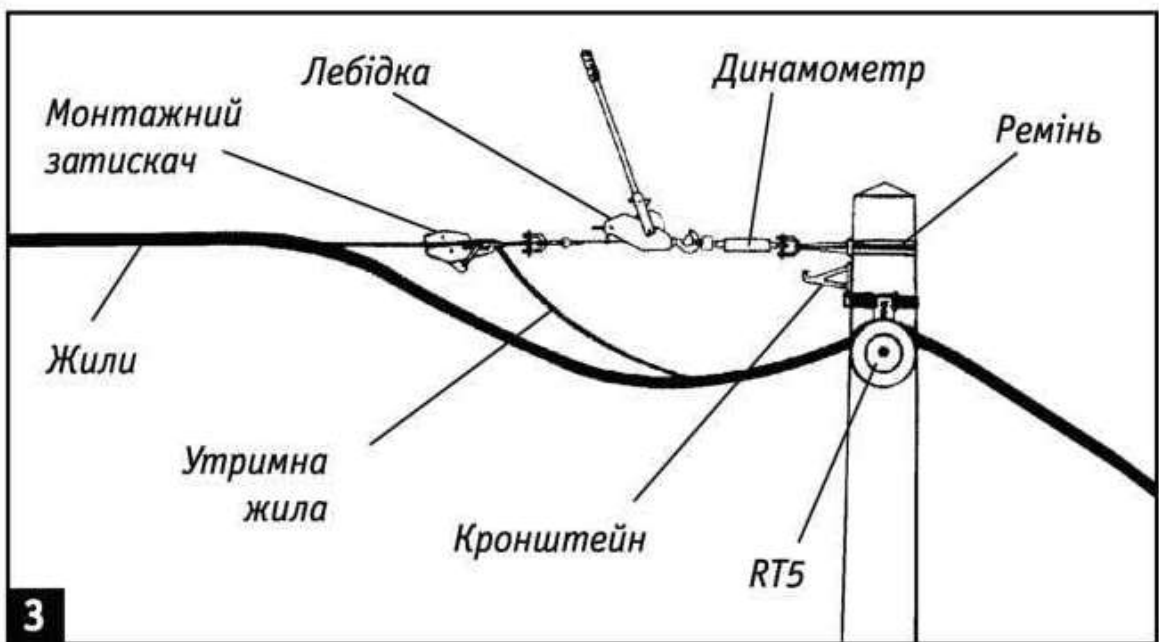 Лебідка
Динамометр
Монтажний
затискач
Ремінь
Жили
Утримна
жила
Кронштейн
RT5
3